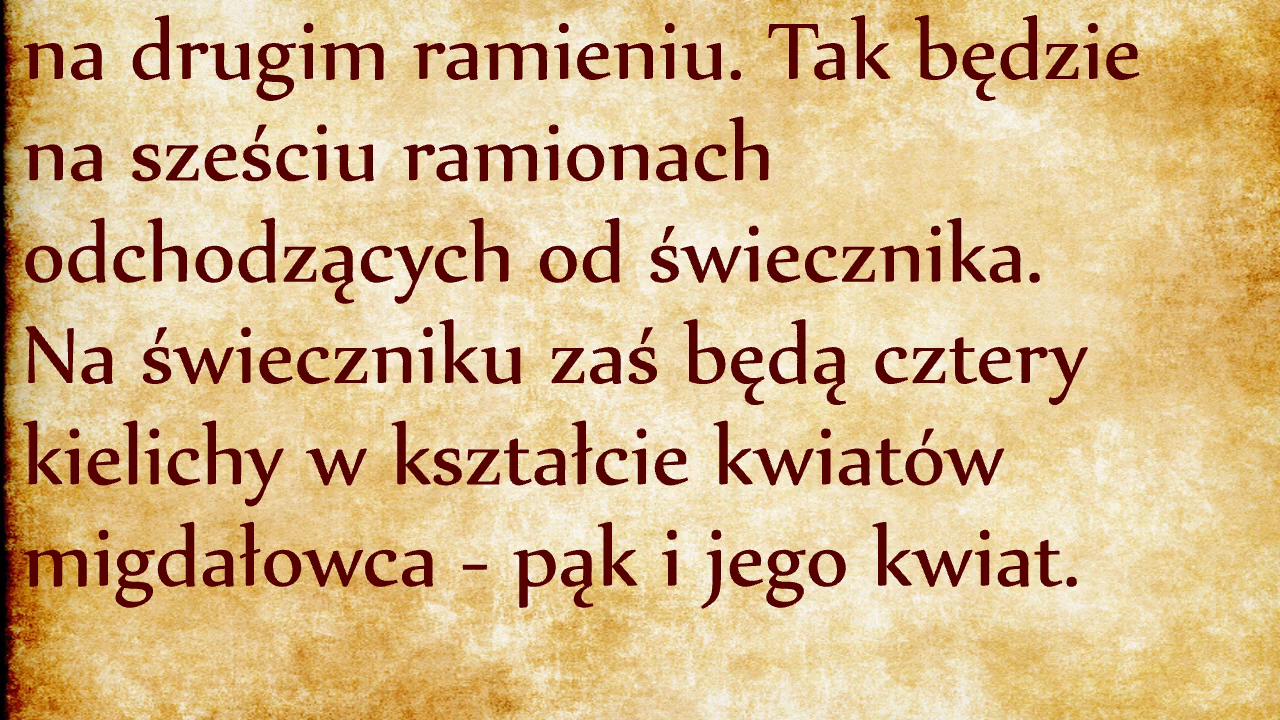 na drugim ramieniu. Tak będzie
na sześciu ramionach
odchodzących od świecznika.
Na świeczniku zaś będą cztery
kielichy w kształcie kwiatów
migdałowca - pąk i jego kwiat.